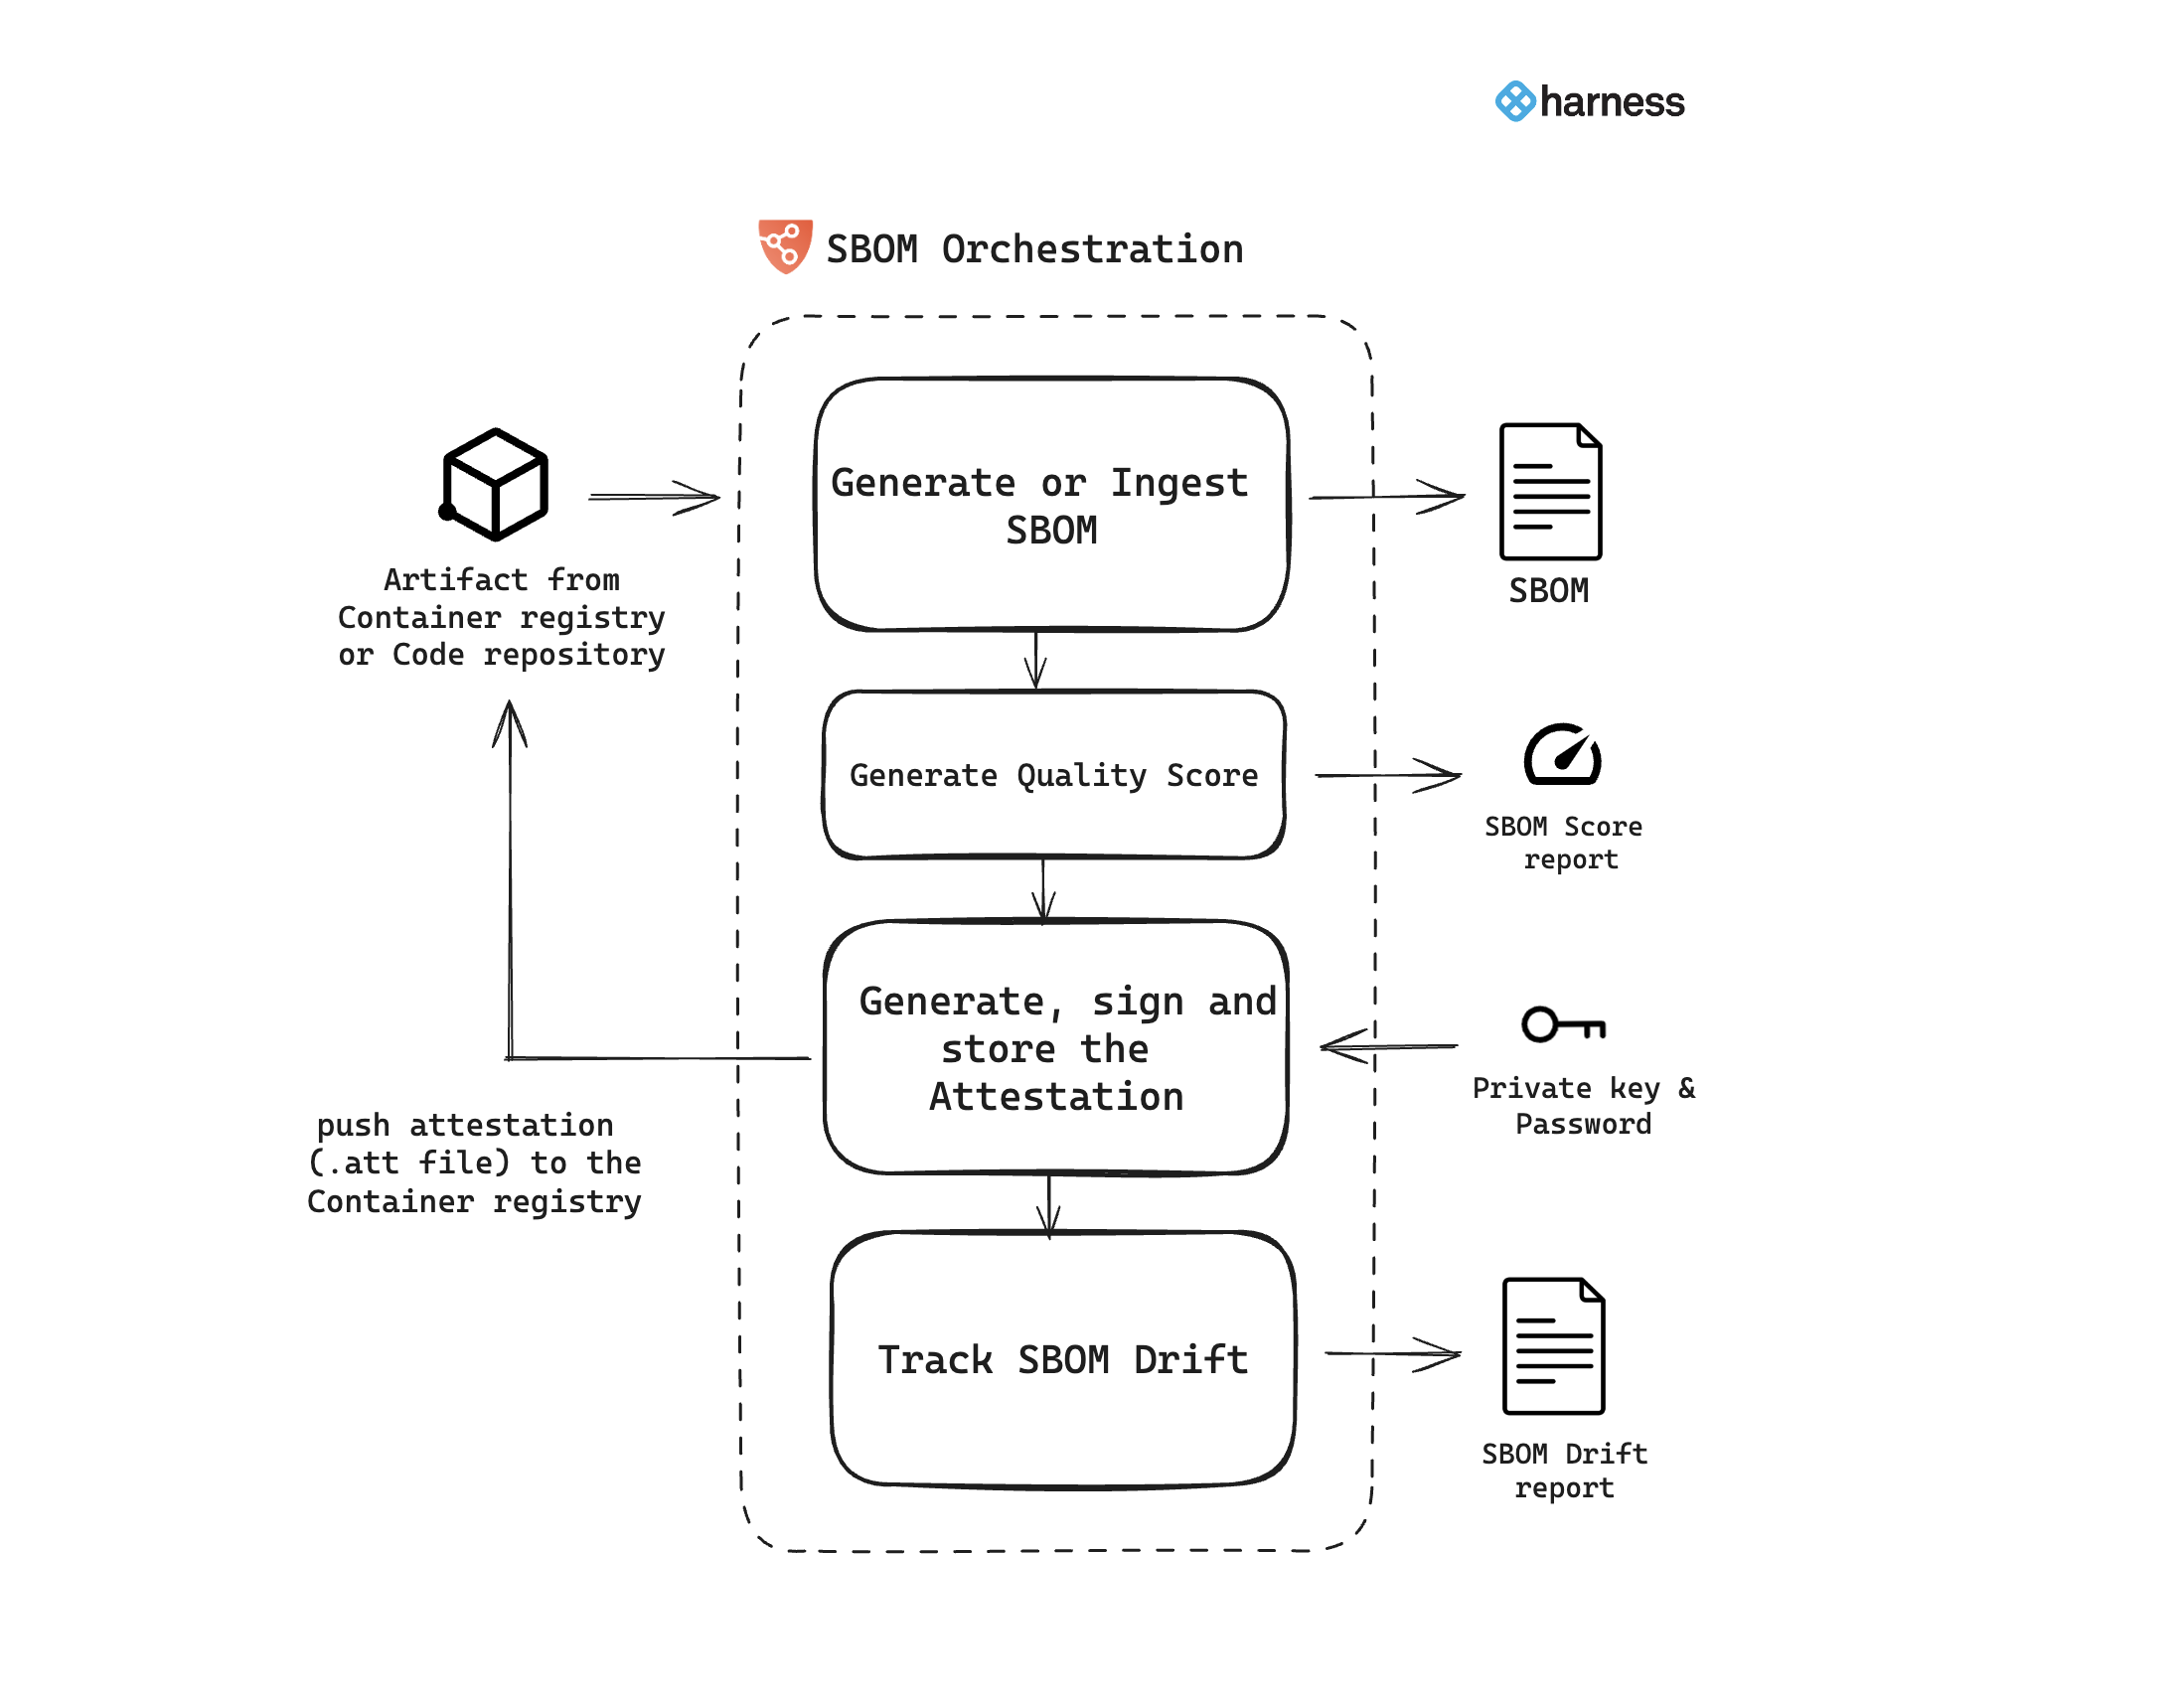 harness
SBOM Orchestration
Generate or Ingest
SBOM
Artifact from
Container registry
or Code repository
SBOM
Generate Quality Score
SBOM Score
report
Generate, sign and
store the
Attestation
Private key &
Password
push attestation
(.att file) to the
Container registry
Track SBOM Drift
SBOM Drift
report